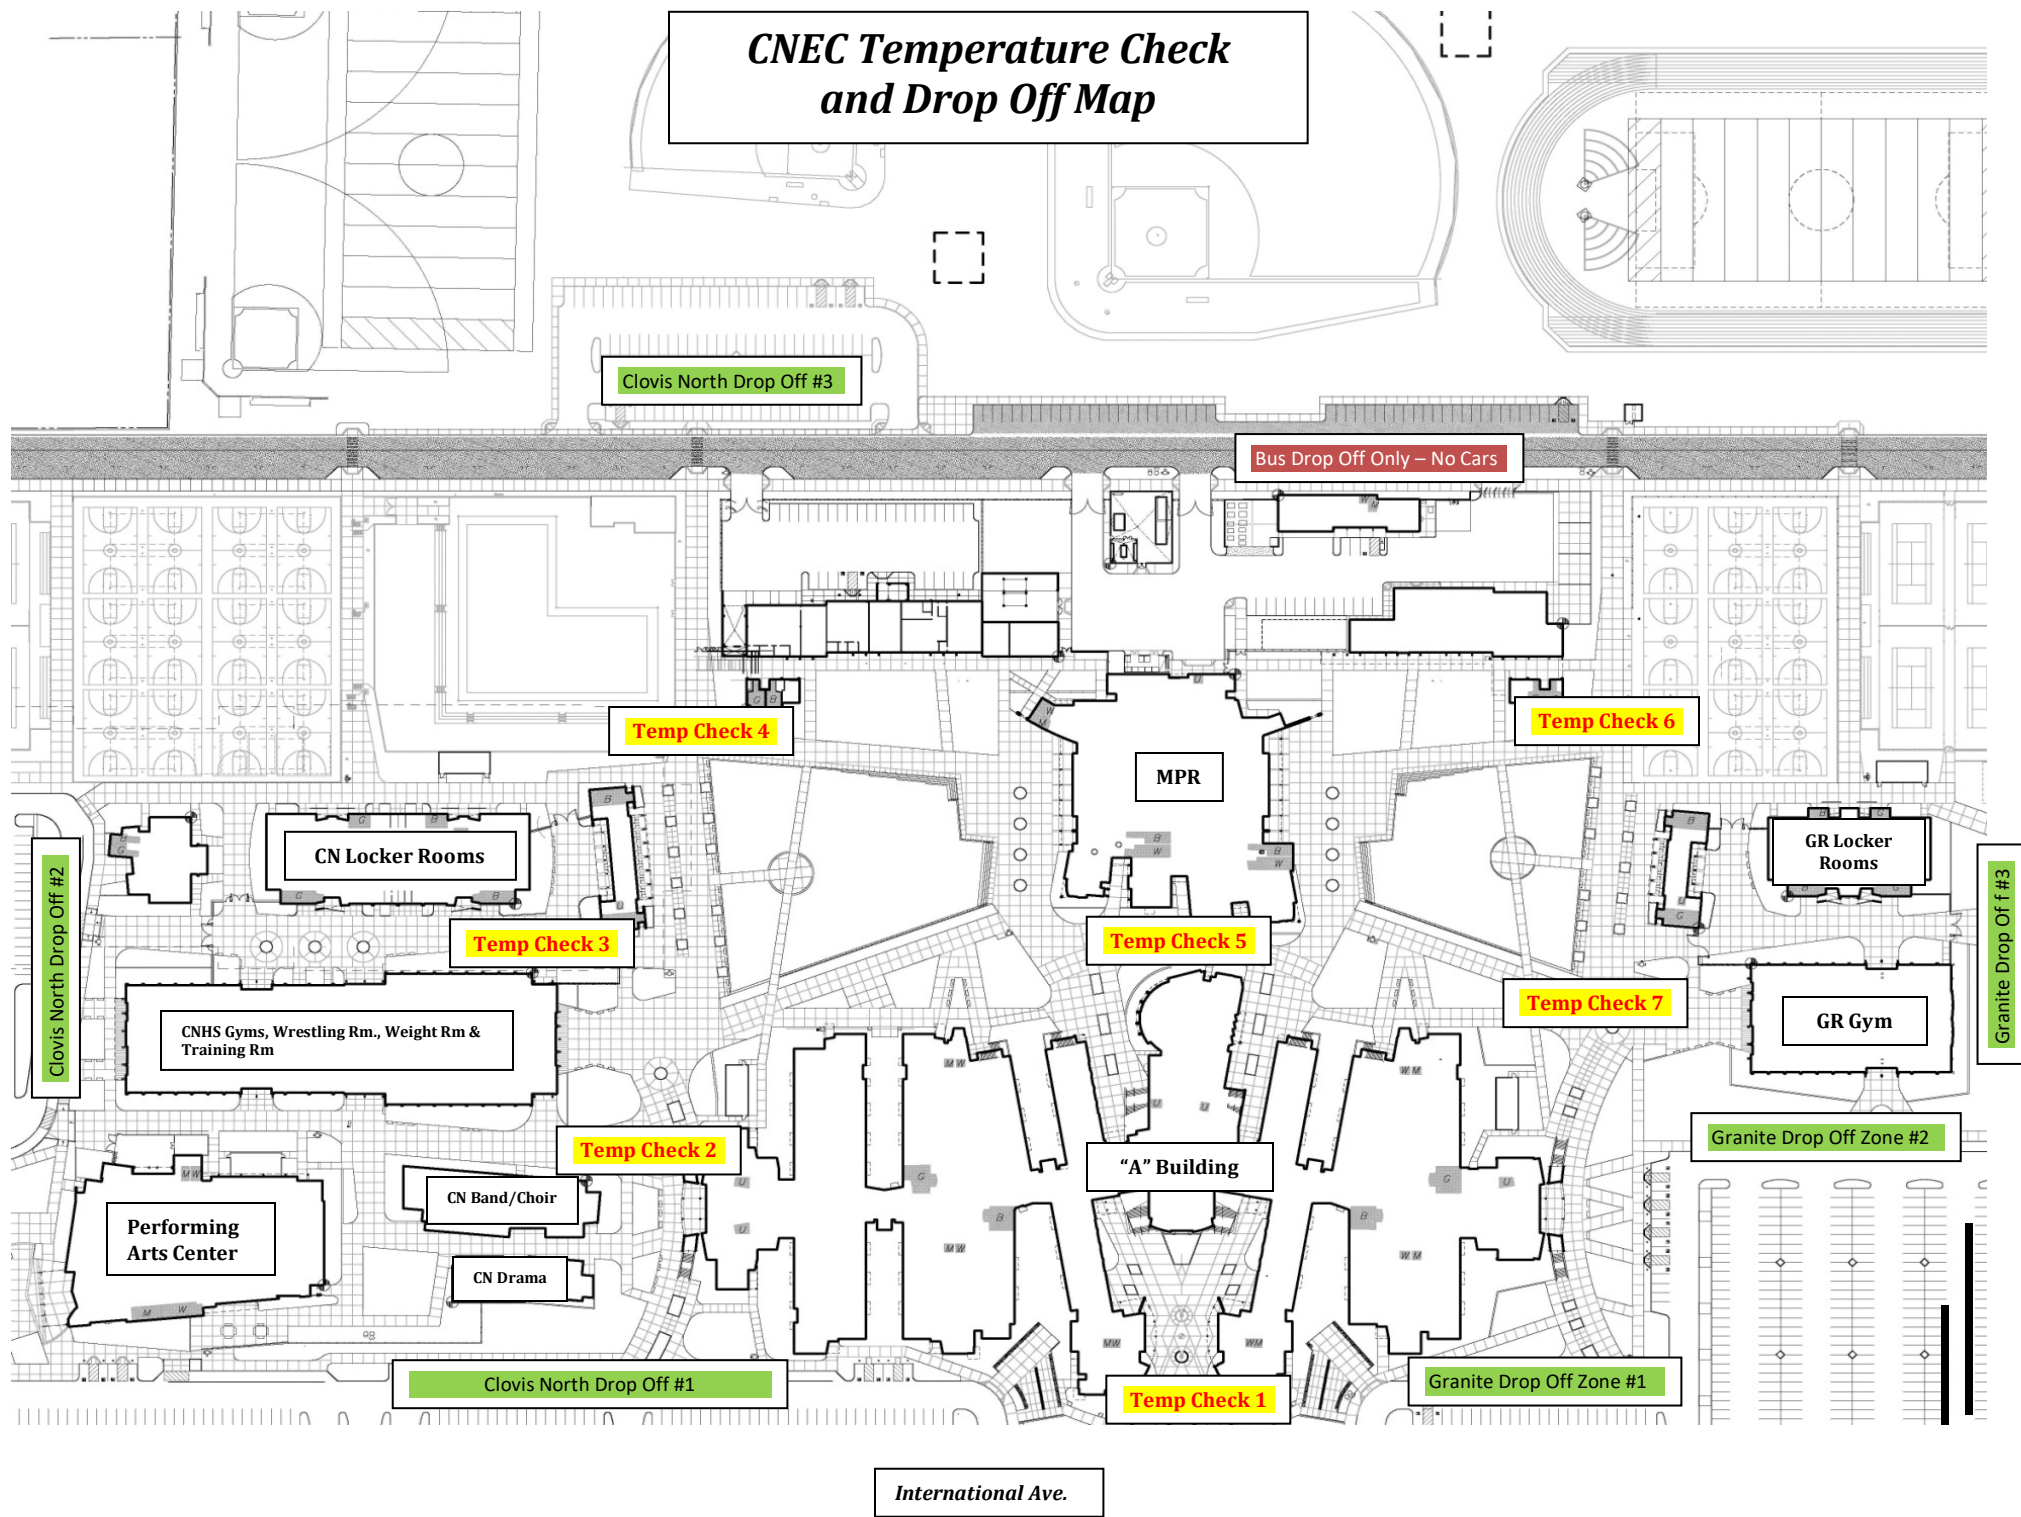 CNEC Temperature Check
and Drop Off Map
Clovis North Drop Off #3
Bus Drop Off Only – No Cars
Temp Check 4
Temp Check 6
MPR
CN Locker Rooms
GR Locker
Rooms
Clovis North Drop Off #2
Granite Drop Of f #3
Temp Check 3
Temp Check 5
Temp Check 7
CNHS Gyms, Wrestling Rm., Weight Rm &
Training Rm
GR Gym
Temp Check 2
Granite Drop Off Zone #2
"A" Building
CN Band/Choir
Performing
Arts Center
CN Drama
Clovis North Drop Off #1
Granite Drop Off Zone #1
Temp Check 1
International Ave.